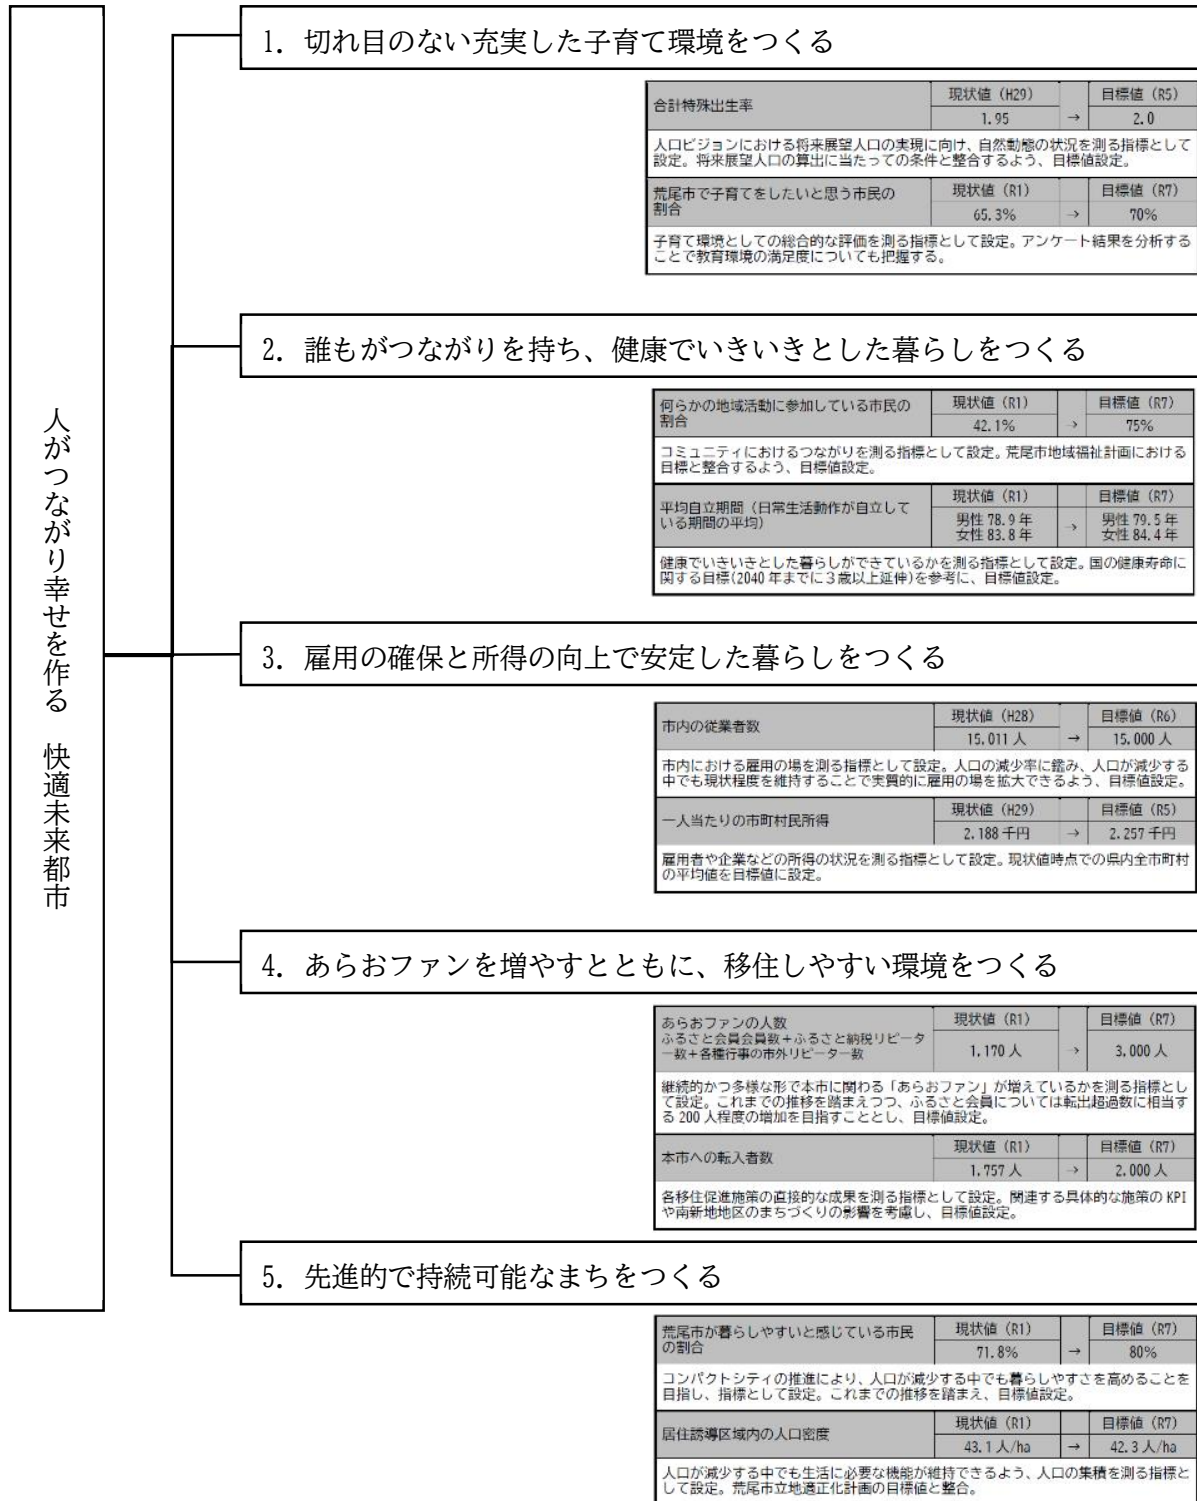 人がつながり幸せを作る　快適未来都市
1. 切れ目のない充実した子育て環境をつくる
合計特殊出生率
現状値（H29）
目標値（R5）
1.95
→
2.0
人口ビジョンにおける将来展望人口の実現に向け、自然動態の状況を測る指標として
設定。将来展望人口の算出に当たっての条件と整合するよう、目標値設定。
荒尾市で子育てをしたいと思う市民の
割合
現状値（R1）
目標値（R7）
65.3%
→
70%
子育て環境としての総合的な評価を測る指標として設定。アンケート結果を分析する
ことで教育環境の満足度についても把握する。
2. 誰もがつながりを持ち、健康でいきいきとした暮らしをつくる
何らかの地域活動に参加している市民の
割合
現状値（R1）
目標値（R7）
42.1%
→
75%
コミュニティにおけるつながりを測る指標として設定。荒尾市地域福祉計画における
目標と整合するよう、目標値設定。
平均自立期間（日常生活動作が自立して
いる期間の平均）
現状値（R1）
目標値（R7）
男性 78.9 年
女性 83.8 年
→
男性 79.5 年
女性 84.4 年
健康でいきいきとした暮らしができているかを測る指標として設定。国の健康寿命に
関する目標(2040 年までに３歳以上延伸)を参考に、目標値設定。
3. 雇用の確保と所得の向上で安定した暮らしをつくる
市内の従業者数
現状値（H28）
目標値（R6）
15,011 人
→
15,000 人
市内における雇用の場を測る指標として設定。人口の減少率に鑑み、人口が減少する
中でも現状程度を維持することで実質的に雇用の場を拡大できるよう、目標値設定。
一人当たりの市町村民所得
現状値（H29）
目標値（R5）
2,188 千円
→
2,257 千円
雇用者や企業などの所得の状況を測る指標として設定。現状値時点での県内全市町村
の平均値を目標値に設定。
4. あらおファンを増やすとともに、移住しやすい環境をつくる
あらおファンの人数
ふるさと会員会員数＋ふるさと納税リピータ
ー数＋各種行事の市外リピーター数
現状値（R1）
目標値（R7）
1,170 人
→
3,000 人
継続的かつ多様な形で本市に関わる「あらおファン」が増えているかを測る指標とし
て設定。これまでの推移を踏まえつつ、ふるさと会員については転出超過数に相当す
る 200 人程度の増加を目指すこととし、目標値設定。
本市への転入者数
現状値（R1）
目標値（R7）
1,757 人
→
2,000 人
各移住促進施策の直接的な成果を測る指標として設定。関連する具体的な施策の KPI
や南新地地区のまちづくりの影響を考慮し、目標値設定。
5. 先進的で持続可能なまちをつくる
荒尾市が暮らしやすいと感じている市民
の割合
現状値（R1）
目標値（R7）
71.8%
→
80%
コンパクトシティの推進により、人口が減少する中でも暮らしやすさを高めることを
目指し、指標として設定。これまでの推移を踏まえ、目標値設定。
居住誘導区域内の人口密度
現状値（R1）
目標値（R7）
43.1 人/ha
→
42.3 人/ha
人口が減少する中でも生活に必要な機能が維持できるよう、人口の集積を測る指標と
して設定。荒尾市立地適正化計画の目標値と整合。